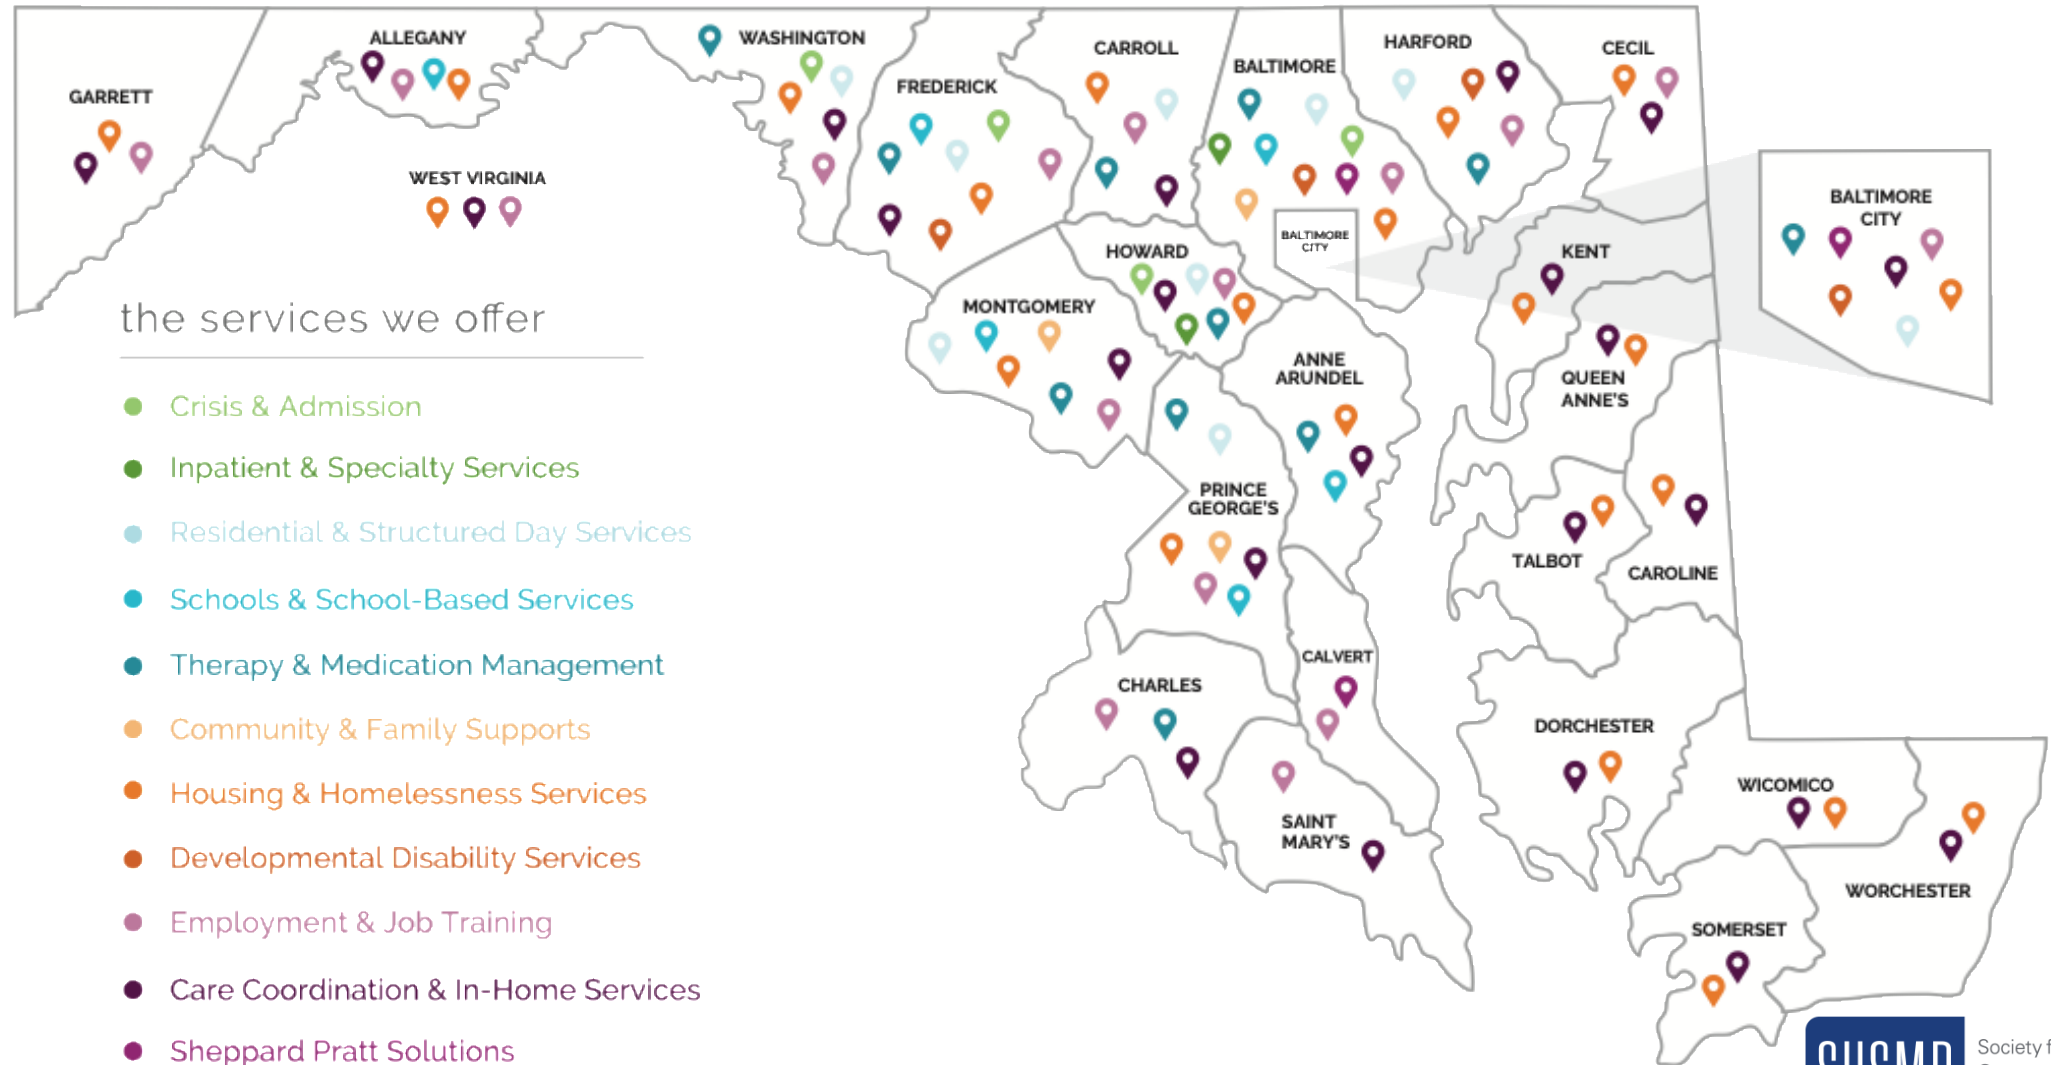 ALLEGANY
WASHINGTON
CARROLL
HARFORD
CECIL
GARRETT
FREDERICK
BALTIMORE
WEST VIRGINIA
BALTIMORE
CITY
BALTIMORE
CITY
HOWARD
KENT
MONTGOMERY
ANNE
ARUNDEL
QUEEN
ANNE'S
PRINCE
GEORGE'S
TALBOT
CAROLINE
CALVERT
CHARLES
DORCHESTER
WICOMICO
SAINT
MARY'S
WORCHESTER
SOMERSET
the services we offer
Crisis & Admission
Inpatient & Specialty Services
Residential & Structured Day Services
Schools & School-Based Services
Therapy & Medication Management
Community & Family Supports
Housing & Homelessness Services
Developmental Disability Services
Employment & Job Training
Care Coordination & In-Home Services
Sheppard Pratt Solutions
Society f